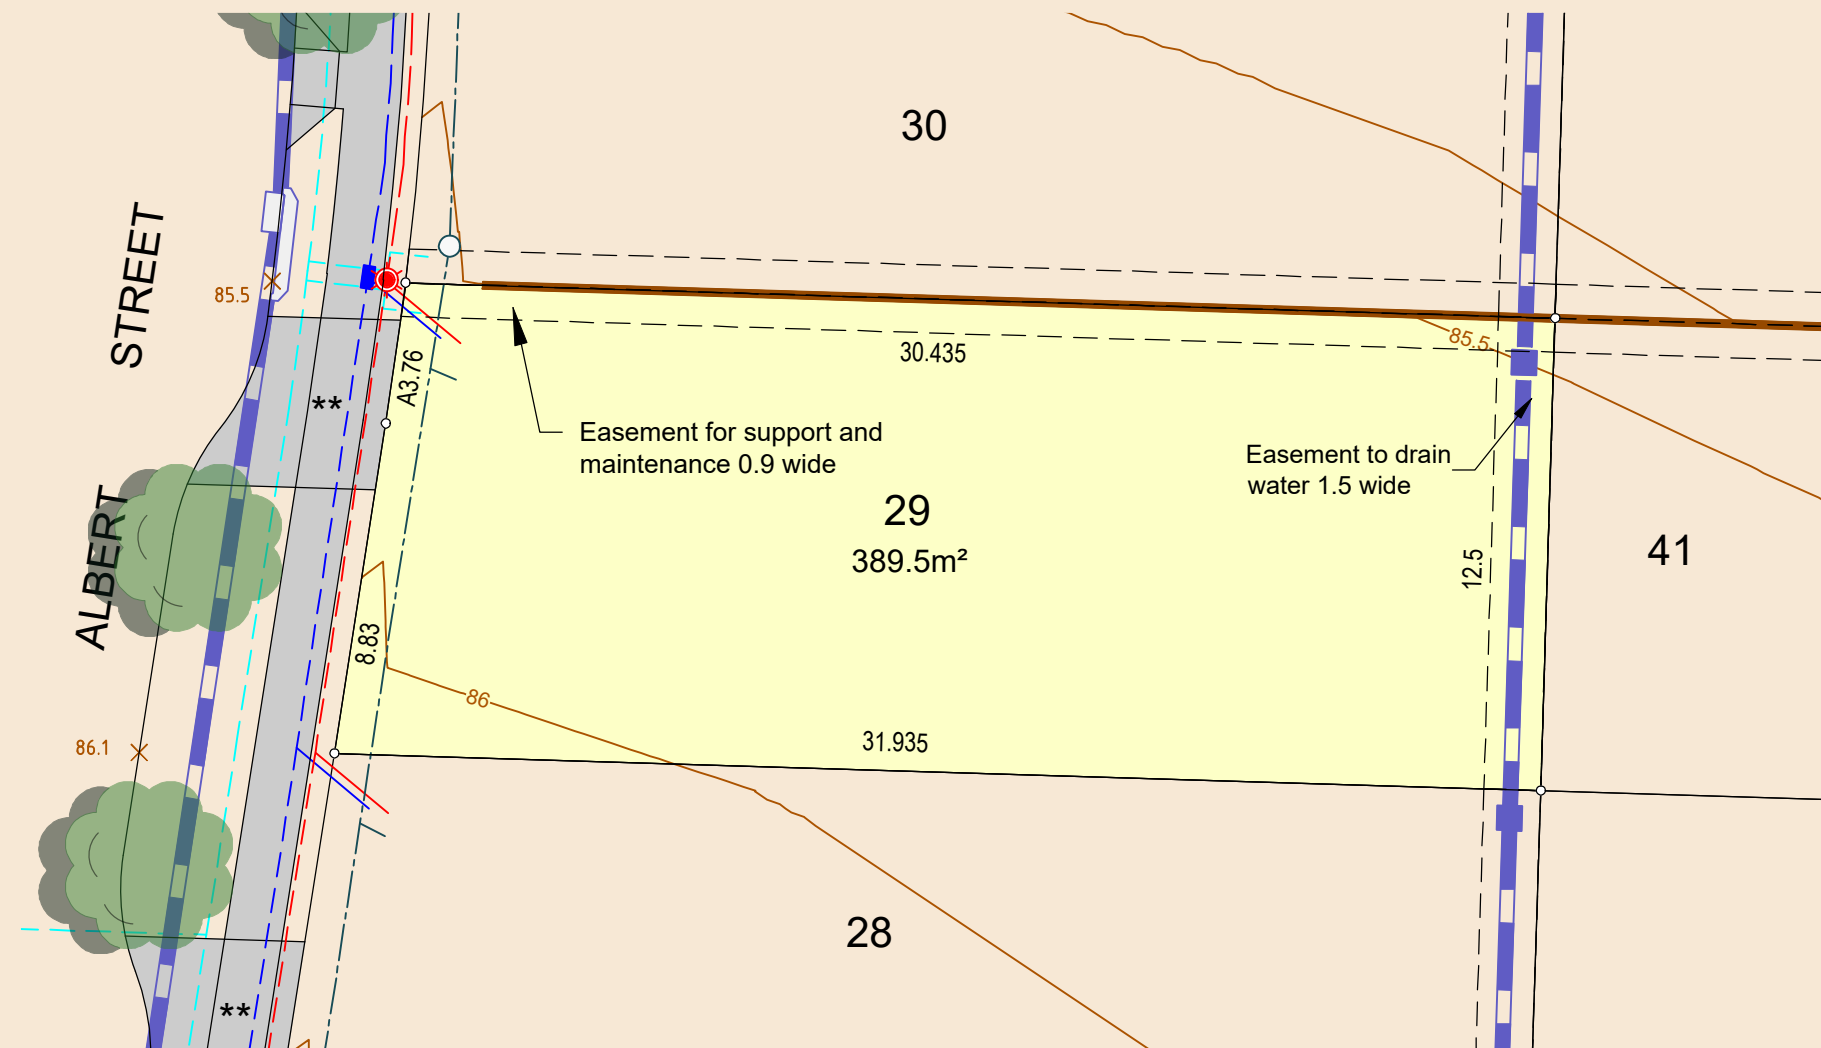 30
STREET
85.5
A3.76
30.435
85.5
**
Easement for support and
maintenance 0.9 wide
Easement to drain
water 1.5 wide
29
389.5m²
12.5
41
ALBERT
8.83
86
31.935
86.1
28
**